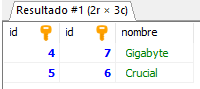 Resultado #1 (2r × 3c)
id id nombre
4 7 Gigabyte
5 6 Crucial